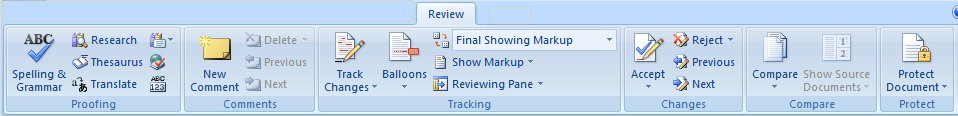 Review
ABC
Spelling &
Grammar
Research
Thesaurus
Translate
ABC
123
Proofing
New
Comment
Delete
Previous
Next
Comments
Track
Changes
Balloons
Final Showing Markup
Show Markup
Reviewing Pane
Tracking
Accept
Reject
Previous
Next
Changes
Compare
1
2
Show Source
Documents
Compare
Protect
Document
Protect